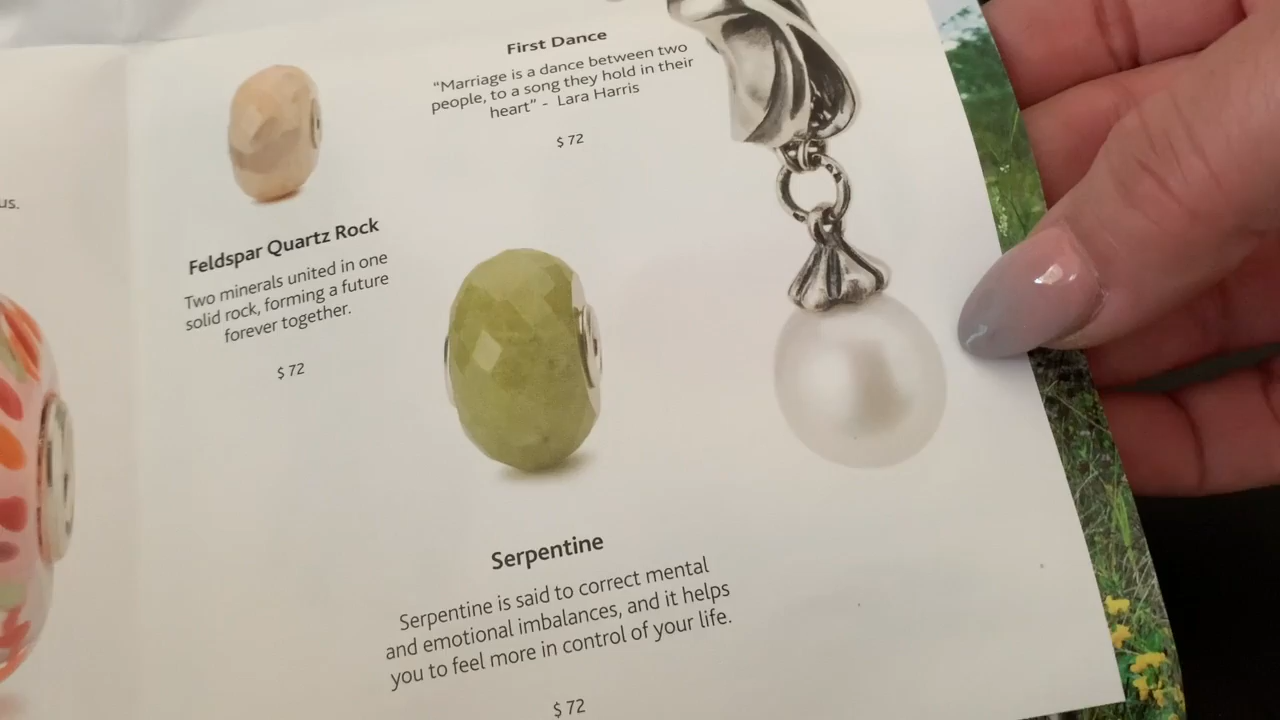 First Dance
"Marriage is a dance between two
people, to a song they hold in their
heart" - Lara Harris
$ 72
us.
Feldspar Quartz Rock
Two minerals united in one
solid rock, forming a future
forever together.
$ 72
Serpentine
Serpentine is said to correct mental
and emotional imbalances, and it helps
you to feel more in control of your life.
$ 72